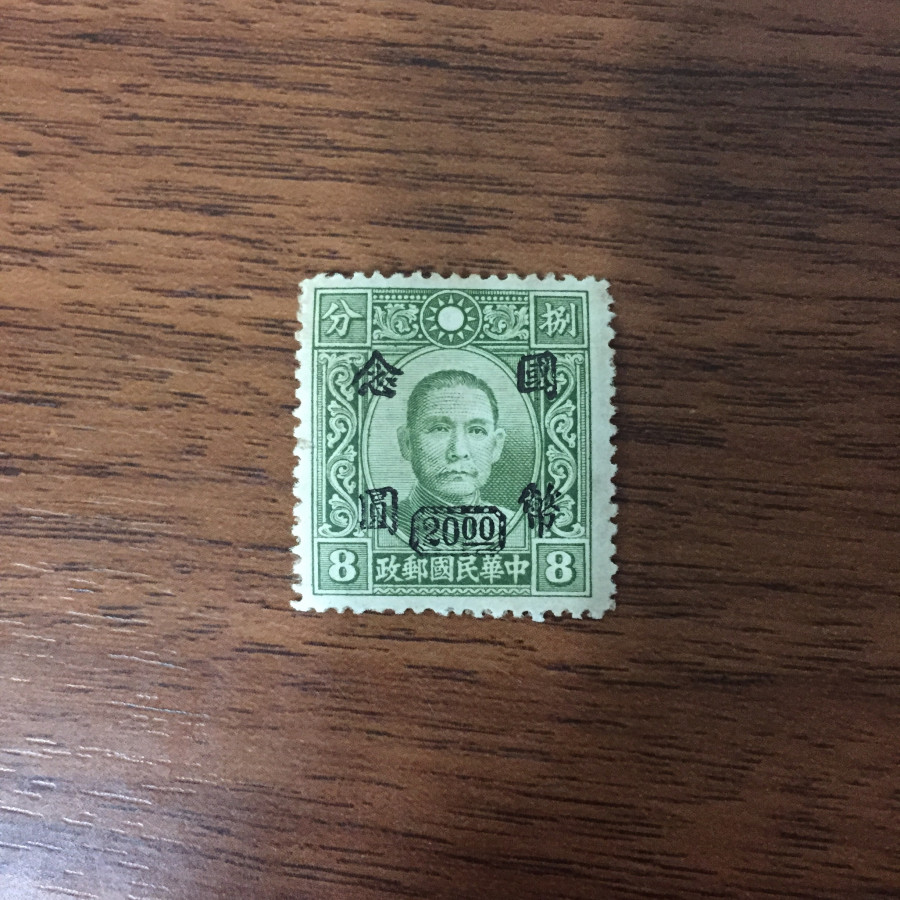 分 捌
念 國
圓 幣
2000
8 政郵國民華中 8